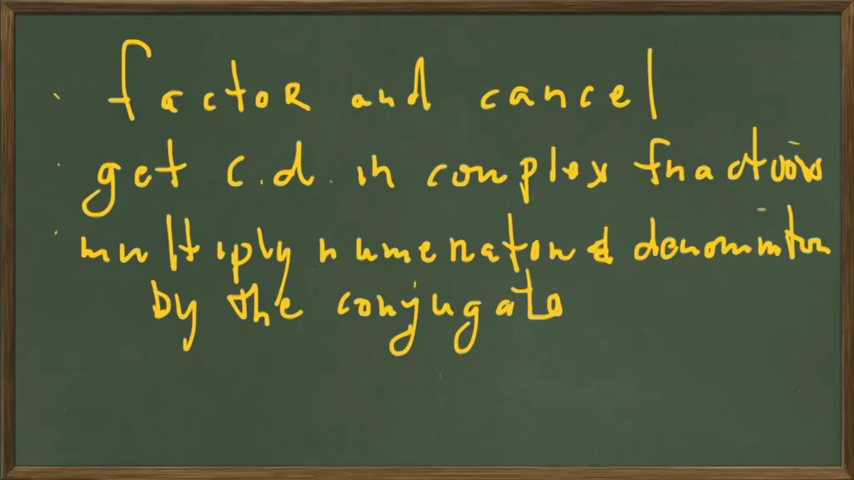 · factor and cancel
· get c.d. in complex fractions
· multiply numerator & denominator
by the conjugate